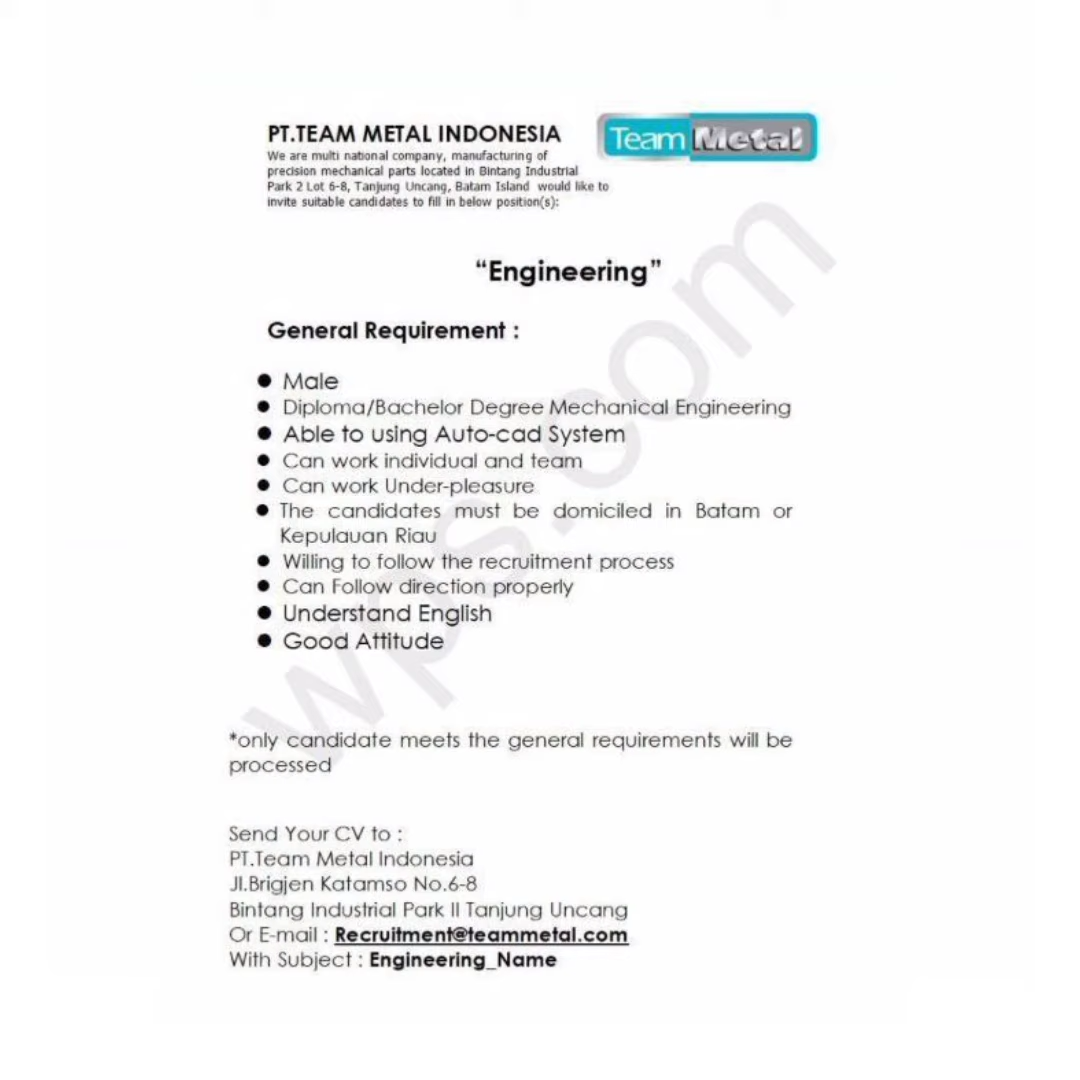 PT.TEAM METAL INDONESIA
Team Metal
We are multi national company, manufacturing of
precision mechanical parts located in Bintang Industrial
Park 2 Lot 6-8, Tanjung Uncang, Batam Island would like to
invite suitable candidates to fill in below position(s):
“Engineering”
General Requirement :
● Male
● Diploma/Bachelor Degree Mechanical Engineering
● Able to using Auto-cad System
● Can work individual and team
● Can work Under-pleasure
● The candidates must be domiciled in Batam or
Kepulauan Riau
● Willing to follow the recruitment process
● Can Follow direction properly
● Understand English
● Good Attitude
*only candidate meets the general requirements will be
processed
Send Your CV to :
PT.Team Metal Indonesia
Jl.Brigjen Katamso No.6-8
Bintang Industrial Park II Tanjung Uncang
Or E-mail : Recruitment@teammetal.com
With Subject : Engineering_Name
wps.com